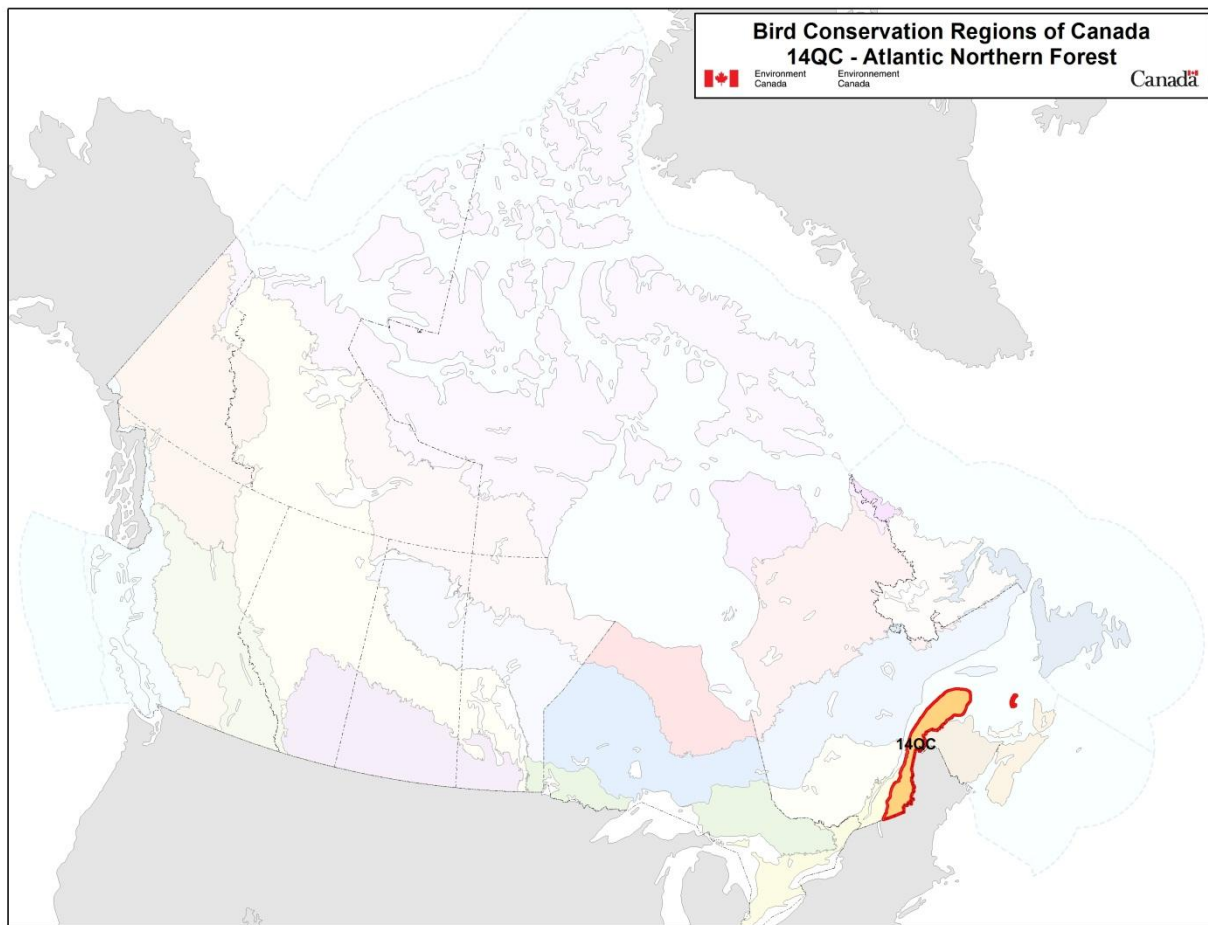 Bird Conservation Regions of Canada
14QC - Atlantic Northern Forest
Environment Canada
Environnement Canada
Canada
14QC